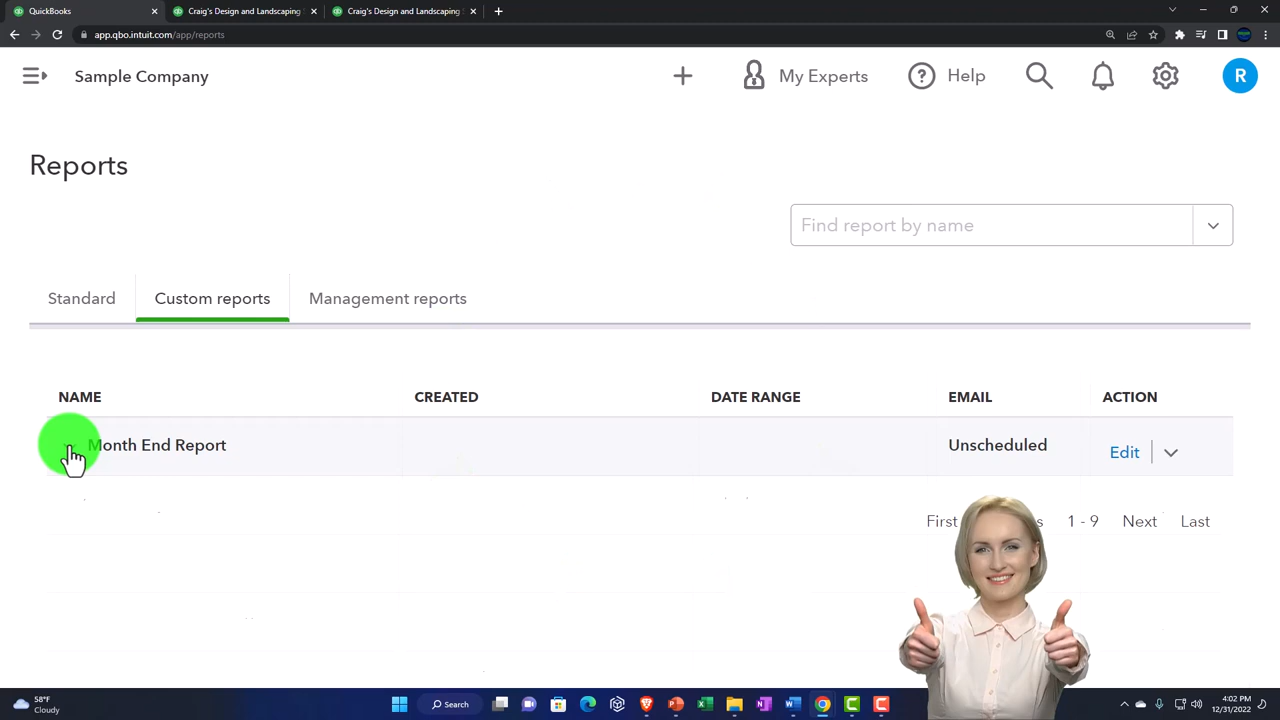 QuickBooks
Craig's Design and Landscaping
Craig's Design and Landscaping S
app.qbo.intuit.com/app/reports
Sample Company
My Experts
Help
R
Reports
Find report by name
Standard
Custom reports
Management reports
NAME CREATED DATE RANGE EMAIL ACTION
Month End Report Unscheduled Edit
First 1 - 9 Next Last
58°F
Cloudy
Search
4:02 PM
12/31/2022